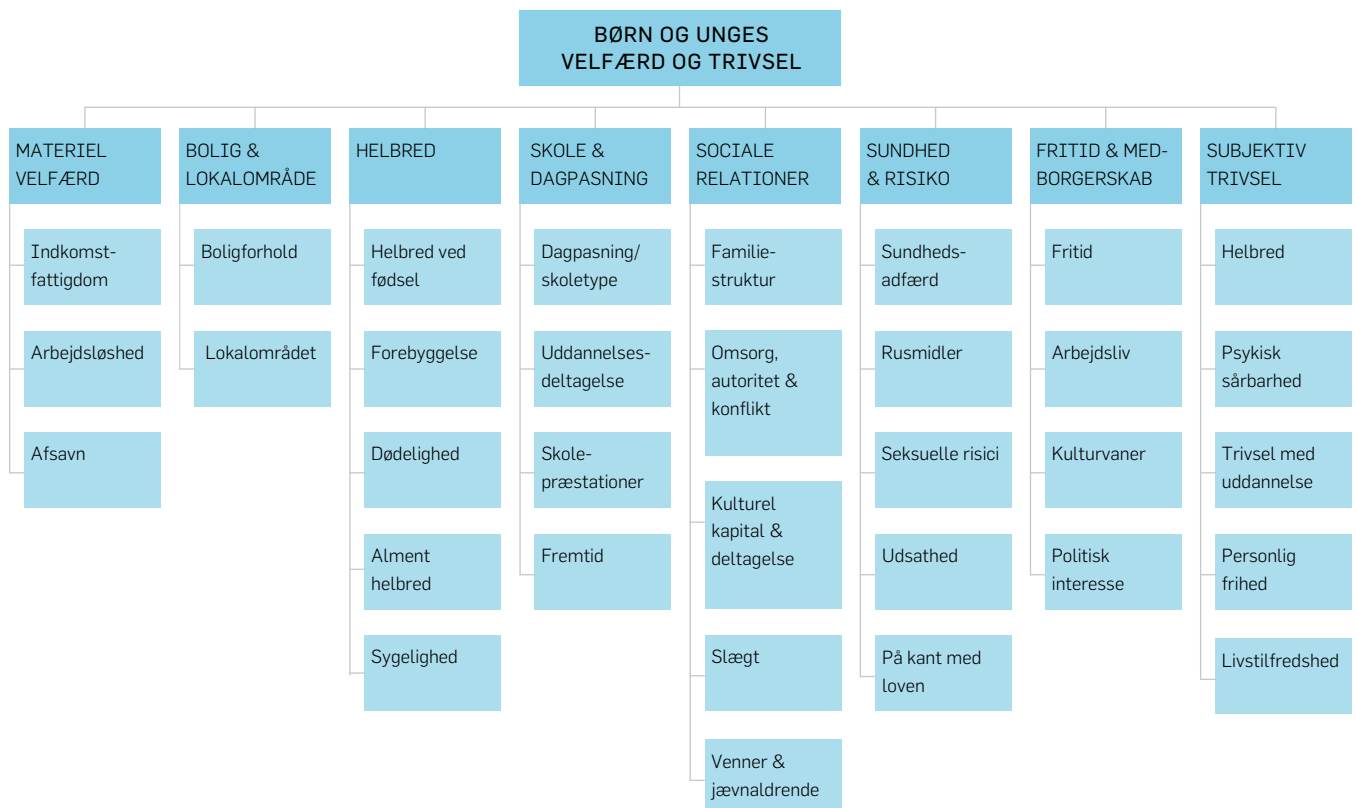 BØRN OG UNGES
VELFÆRD OG TRIVSEL
MATERIEL
VELFÆRD
Indkomst-
fattigdom
Arbejdsløshed
Afsavn
BOLIG &
LOKALOMRÅDE
Boligforhold
Lokalområdet
HELBRED
Helbred ved
fødsel
Forebyggelse
Dødelighed
Alment
helbred
Sygelighed
SKOLE &
DAGPASNING
Dagpasning/
skoletype
Uddannelses-
deltagelse
Skole-
præstationer
Fremtid
SOCIALE
RELATIONER
Familie-
struktur
Omsorg,
autoritet &
konflikt
Kulturel
kapital &
deltagelse
Slægt
Venner &
jævnaldrende
SUNDHED
& RISIKO
Sundheds-
adfærd
Rusmidler
Seksuelle risici
Udsathed
På kant med
loven
FRITID & MED-
BORGERSKAB
Fritid
Arbejdsliv
Kulturvaner
Politisk
interesse
SUBJEKTIV
TRIVSEL
Helbred
Psykisk
sårbarhed
Trivsel med
uddannelse
Personlig
frihed
Livstilfredshed